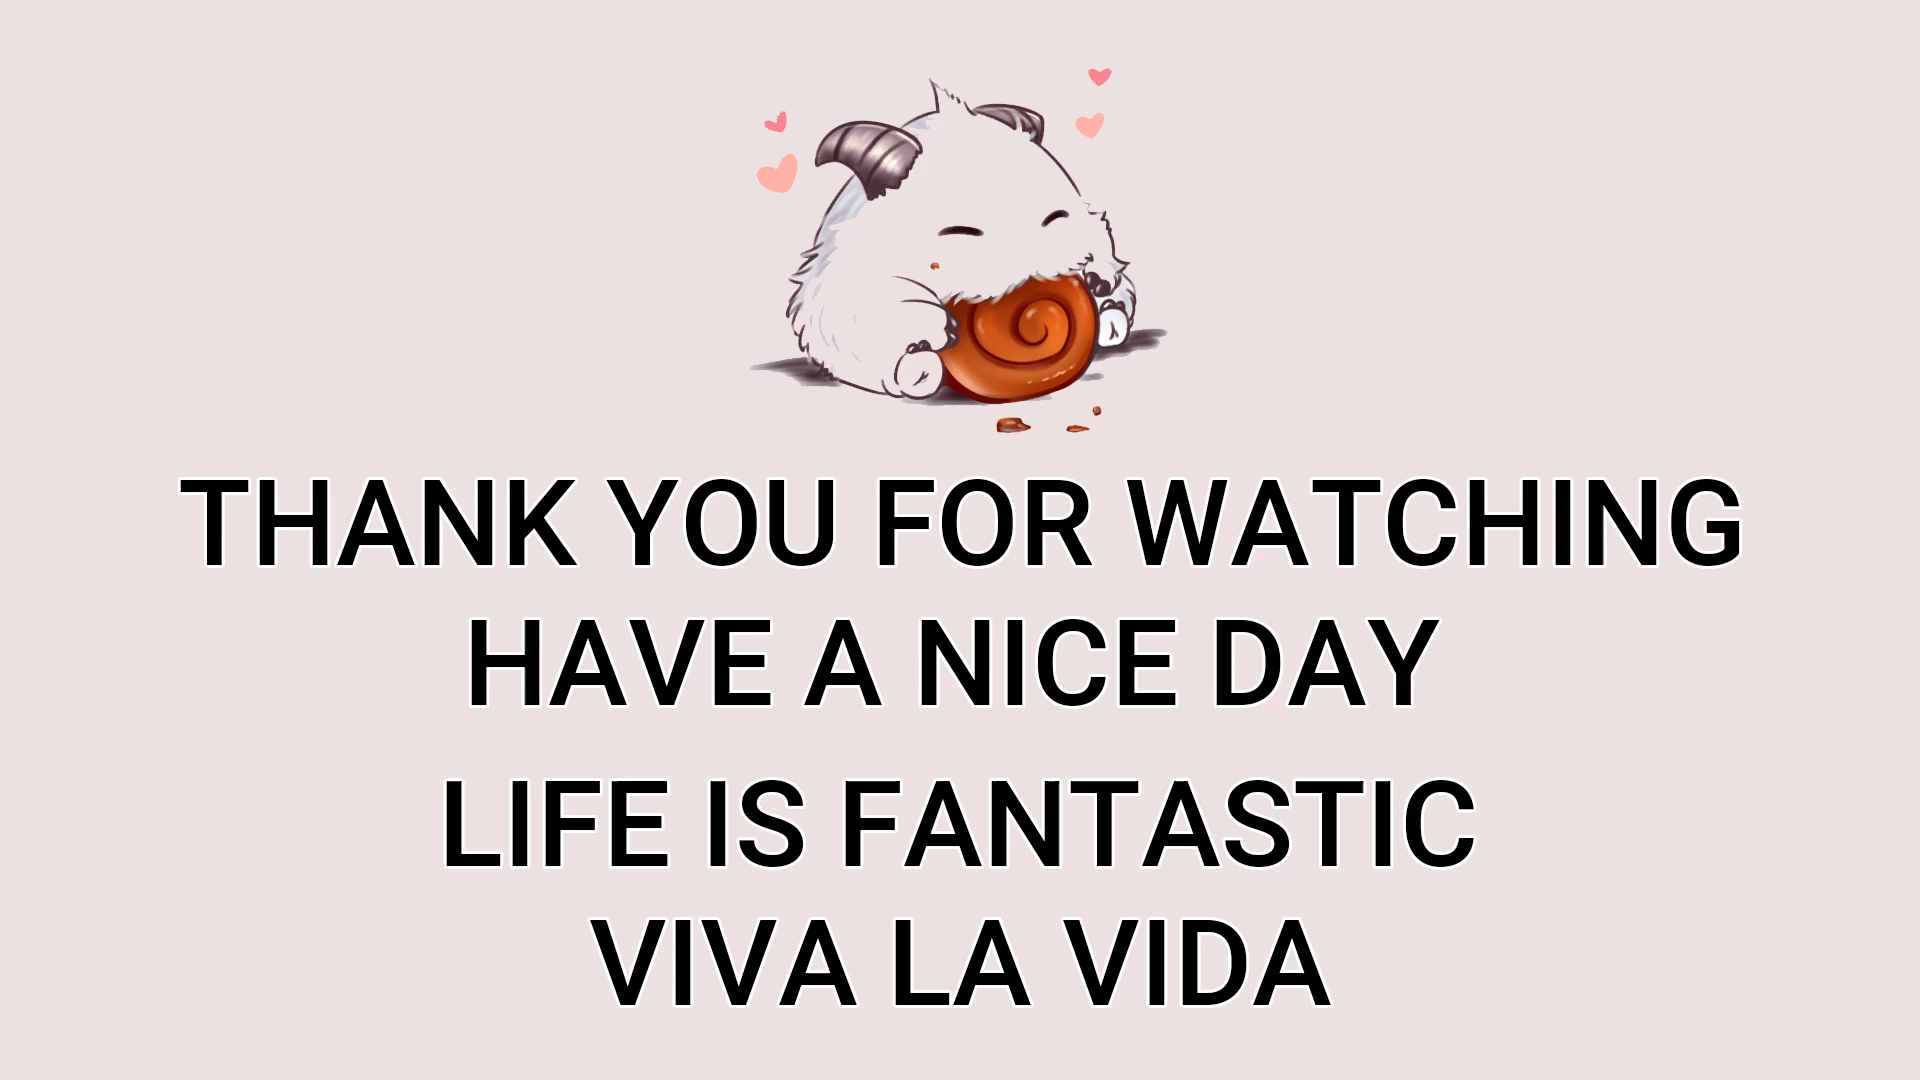 THANK YOU FOR WATCHING
HAVE A NICE DAY
LIFE IS FANTASTIC
VIVA LA VIDA